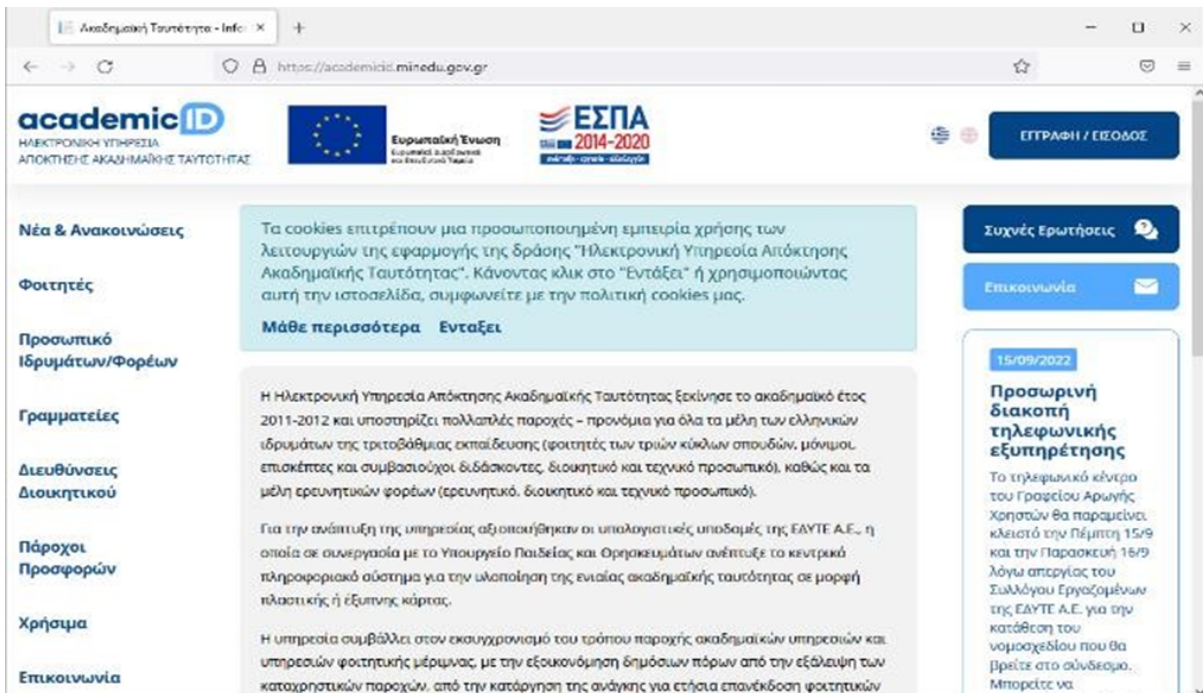 Ακαδημαϊκή Ταυτότητα - Infor
https://academicid.minedu.gov.gr
academicID
ΗΛΕΚΤΡΟΝΙΚΗ ΥΠΗΡΕΣΙΑ
ΑΠΟΚΤΗΣΗΣ ΑΚΑΔΗΜΑΪΚΗΣ ΤΑΥΤΟΤΗΤΑΣ
Ευρωπαϊκή Ένωση
Ευρωπαϊκά Διαρθρωτικά
και Επενδυτικά Ταμεία
ΕΣΠΑ
2014-2020
ανάπτυξη - εργασία - αλληλεγγύη
ΕΓΓΡΑΦΗ / ΕΙΣΟΔΟΣ
Νέα & Ανακοινώσεις
Φοιτητές
Προσωπικό
Ιδρυμάτων/Φορέων
Γραμματείες
Διευθύνσεις
Διοικητικού
Πάροχοι
Προσφορών
Χρήσιμα
Επικοινωνία
Τα cookies επιτρέπουν μια προσωποποιημένη εμπειρία χρήσης των
λειτουργιών της εφαρμογής της δράσης "Ηλεκτρονική Υπηρεσία Απόκτησης
Ακαδημαϊκής Ταυτότητας". Κάνοντας κλικ στο "Εντάξει" ή χρησιμοποιώντας
αυτή την ιστοσελίδα, συμφωνείτε με την πολιτική cookies μας.
Μάθε περισσότερα Ενταξει
Η Ηλεκτρονική Υπηρεσία Απόκτησης Ακαδημαϊκής Ταυτότητας ξεκίνησε το ακαδημαϊκό έτος
2011-2012 και υποστηρίζει πολλαπλές παροχές – προνόμια για όλα τα μέλη των ελληνικών
ιδρυμάτων της τριτοβάθμιας εκπαίδευσης (φοιτητές των τριών κύκλων σπουδών, μόνιμοι,
επισκέπτες και συμβασιούχοι διδάσκοντες, διοικητικό και τεχνικό προσωπικό), καθώς και τα
μέλη ερευνητικών φορέων (ερευνητικό, διοικητικό και τεχνικό προσωπικό).
Για την ανάπτυξη της υπηρεσίας αξιοποιήθηκαν οι υπολογιστικές υποδομές της ΕΔΥΤΕ Α.Ε., η
οποία σε συνεργασία με το Υπουργείο Παιδείας και Θρησκευμάτων ανέπτυξε το κεντρικό
πληροφοριακό σύστημα για την υλοποίηση της ενιαίας ακαδημαϊκής ταυτότητας σε μορφή
πλαστικής ή έξυπνης κάρτας.
Η υπηρεσία συμβάλλει στον εκσυγχρονισμό του τρόπου παροχής ακαδημαϊκών υπηρεσιών και
υπηρεσιών φοιτητικής μέριμνας, με την εξοικονόμηση δημόσιων πόρων από την εξάλειψη των
καταχρηστικών παροχών, από την κατάργηση της ανάγκης για ετήσια επανέκδοση φοιτητικών
Συχνές Ερωτήσεις
Επικοινωνία
15/09/2022
Προσωρινή
διακοπή
τηλεφωνικής
εξυπηρέτησης
Το τηλεφωνικό κέντρο
του Γραφείου Αρωγής
Χρηστών θα παραμείνει
κλειστό την Πέμπτη 15/9
και την Παρασκευή 16/9
λόγω απεργίας του
Συλλόγου Εργαζομένων
της ΕΔΥΤΕ Α.Ε. για την
κατάθεση του
νομοσχεδίου που θα
βρείτε στο σύνδεσμο.
Μπορείτε να